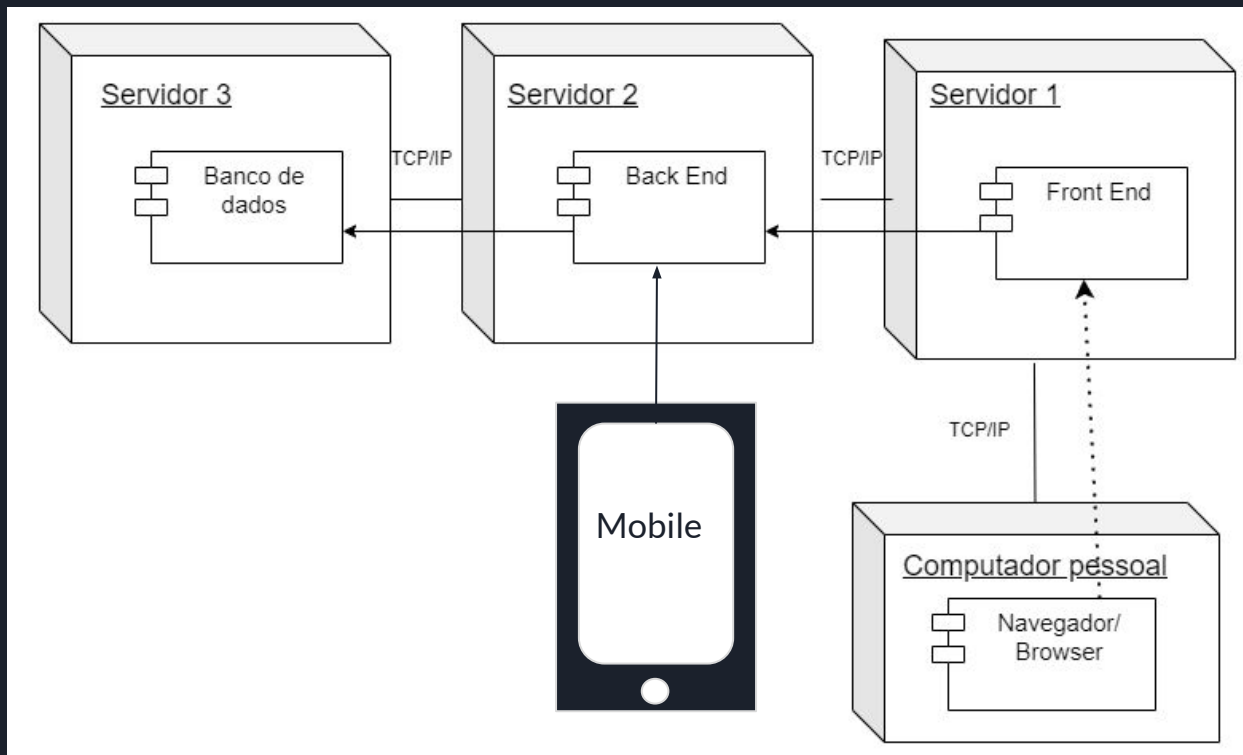 Servidor 3
Banco de
dados
TCP/IP
Servidor 2
Back End
TCP/IP
Servidor 1
Front End
TCP/IP
Mobile
Computador pessoal
Navegador/
Browser